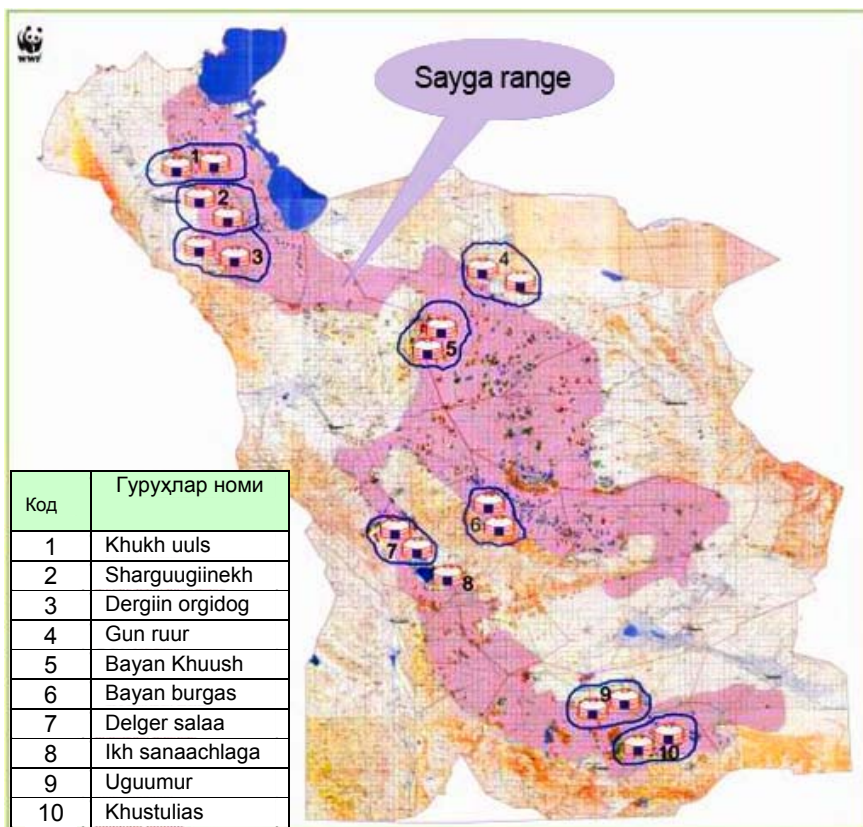 WWF
Sayga range
1
2
3
4
5
6
7
8
9
10
Код Гуруҳлар номи
1 Khukh uuls
2 Sharguugiinekh
3 Dergiin orgidog
4 Gun ruur
5 Bayan Khuush
6 Bayan burgas
7 Delger salaa
8 Ikh sanaachlaga
9 Uguumur
10 Khustulias